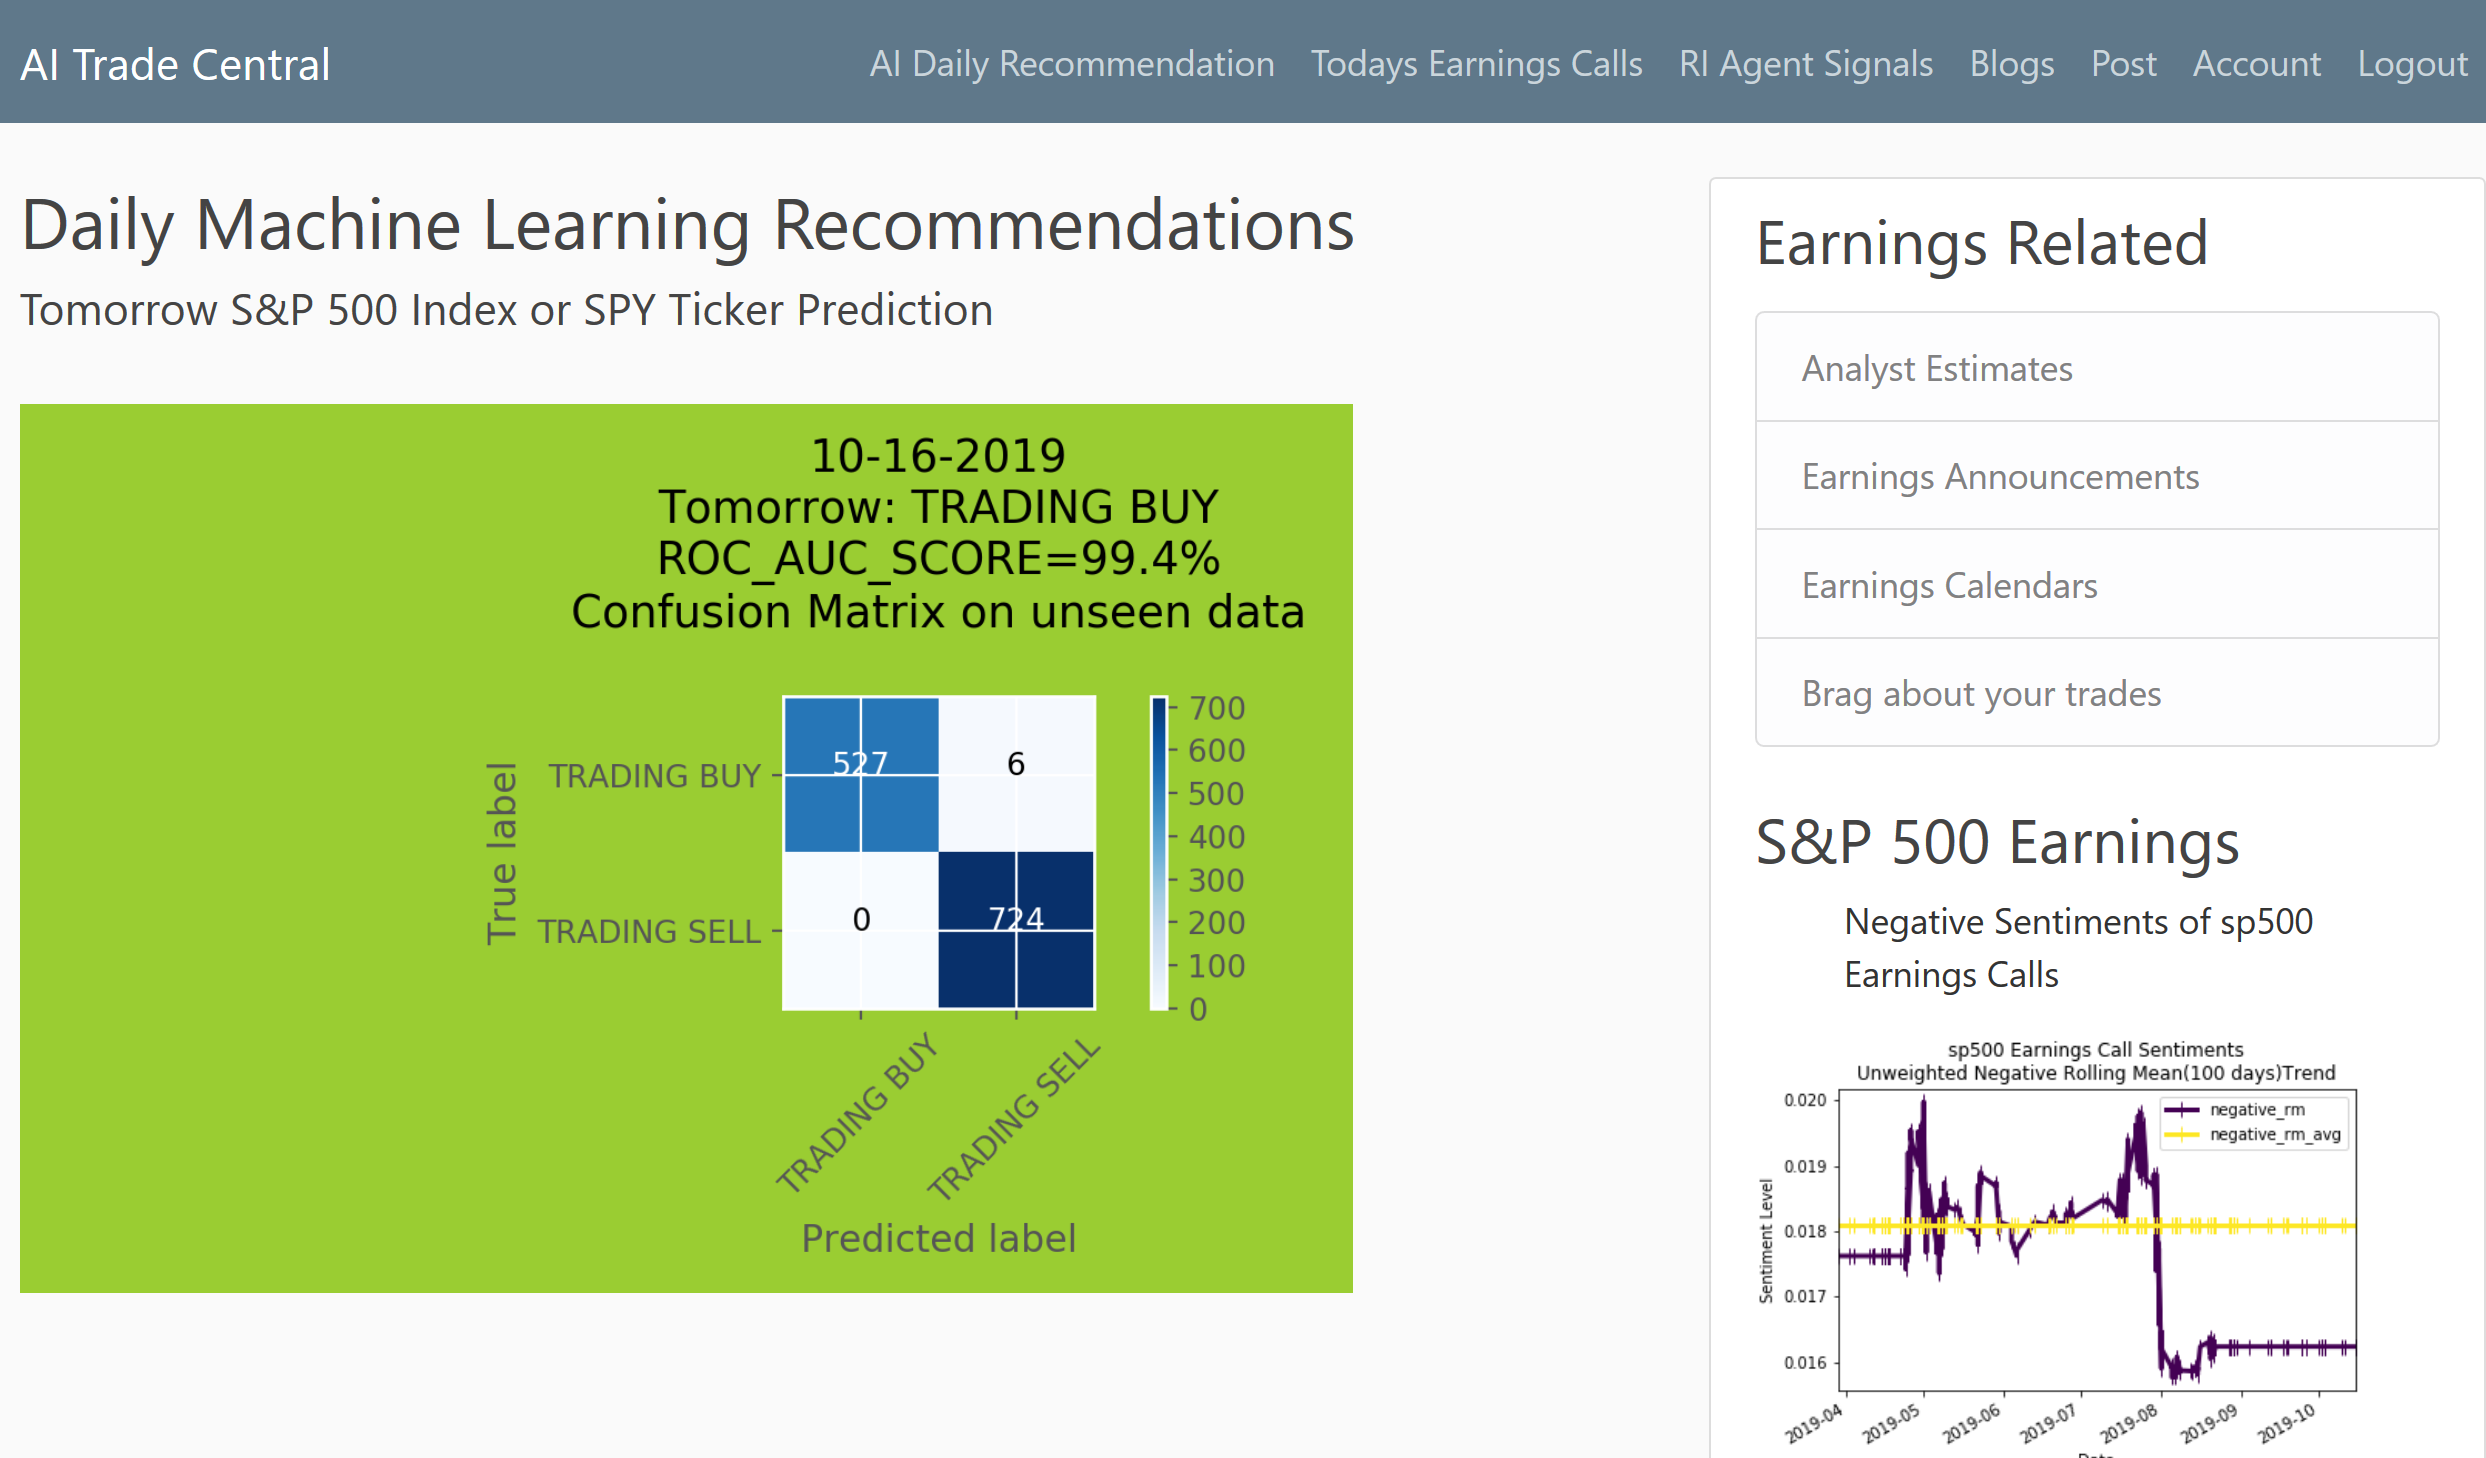 AI Trade Central
AI Daily Recommendation
Todays Earnings Calls
RI Agent Signals
Blogs
Post
Account
Logout
Daily Machine Learning Recommendations
Tomorrow S&P 500 Index or SPY Ticker Prediction
10-16-2019
Tomorrow: TRADING BUY
ROC_AUC_SCORE=99.4%
Confusion Matrix on unseen data
True label
TRADING BUY
TRADING SELL
527
6
0
724
700
600
500
400
300
200
100
0
TRADING BUY
TRADING SELL
Predicted label
Earnings Related
Analyst Estimates
Earnings Announcements
Earnings Calendars
Brag about your trades
S&P 500 Earnings
Negative Sentiments of sp500
Earnings Calls
sp500 Earnings Call Sentiments
Unweighted Negative Rolling Mean(100 days)Trend
negative_rm
negative_rm_avg
Sentiment Level
0.020
0.019
0.018
0.017
0.016
2019-04
2019-05
2019-06
2019-07
2019-08
2019-09
2019-10